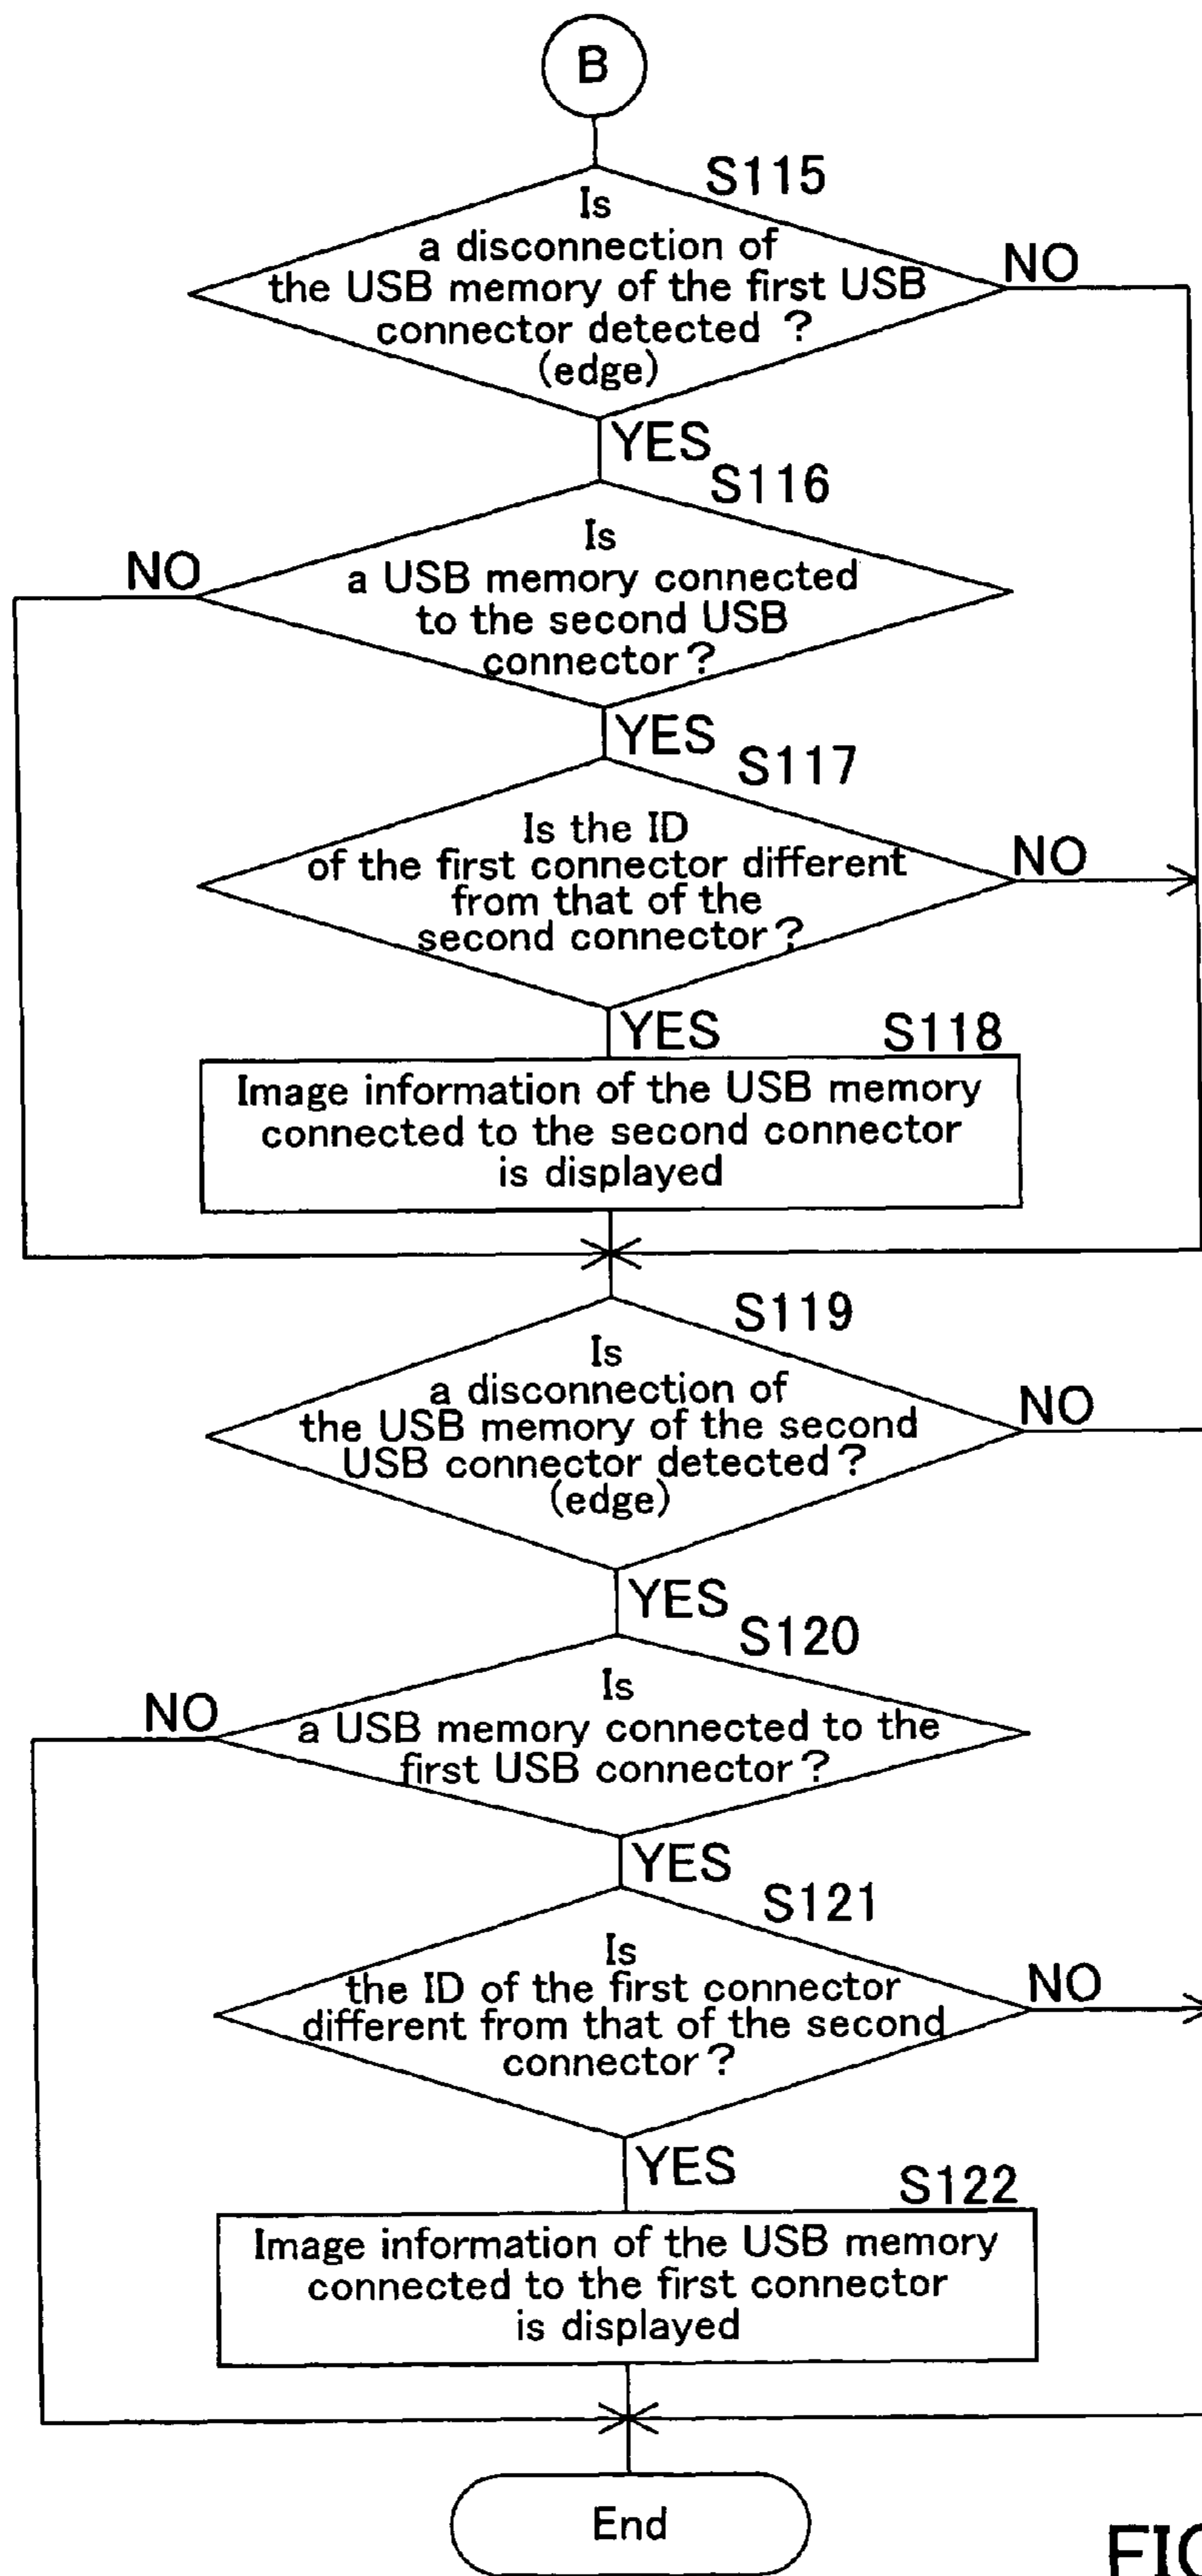 B
S115
Is
a disconnection of
the USB memory of the first USB
connector detected ?
(edge)
NO
YES
S116
Is
a USB memory connected
to the second USB
connector?
NO
YES
S117
Is the ID
of the first connector different
from that of the
second connector?
NO
YES
S118
Image information of the USB memory
connected to the second connector
is displayed
S119
Is
a disconnection of
the USB memory of the second
USB connector detected?
(edge)
NO
YES
S120
Is
a USB memory connected to the
first USB connector?
NO
YES
S121
Is
the ID of the first connector
different from that of the second
connector?
NO
YES
S122
Image information of the USB memory
connected to the first connector
is displayed
End